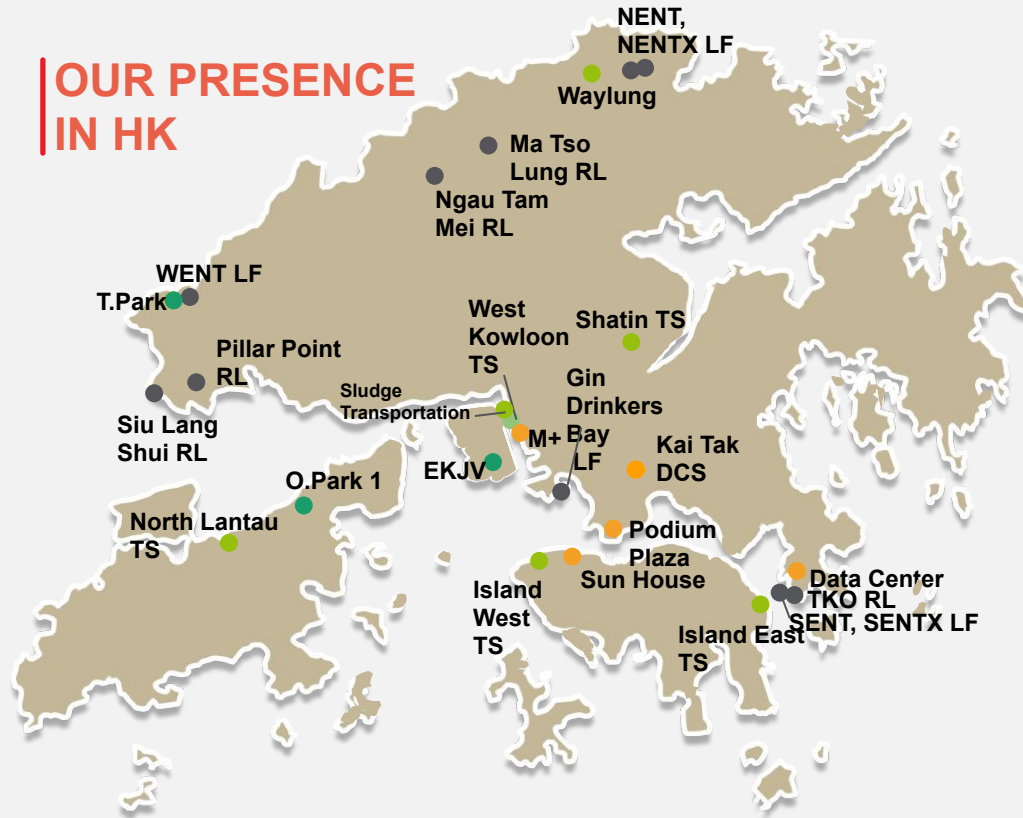 OUR PRESENCE
IN HK
NENT,
NENTX LF
Waylung
Ma Tso
Lung RL
Ngau Tam
Mei RL
WENT LF
T.Park
West
Kowloon
TS
Shatin TS
Pillar Point
RL
Gin
Drinkers
Bay
LF
Sludge
Transportation
Siu Lang
Shui RL
M+
Kai Tak
DCS
EKJV
O.Park 1
North Lantau
TS
Podium
Plaza
Sun House
Data Center
TKO RL
SENT, SENTX LF
Island
West
TS
Island East
TS